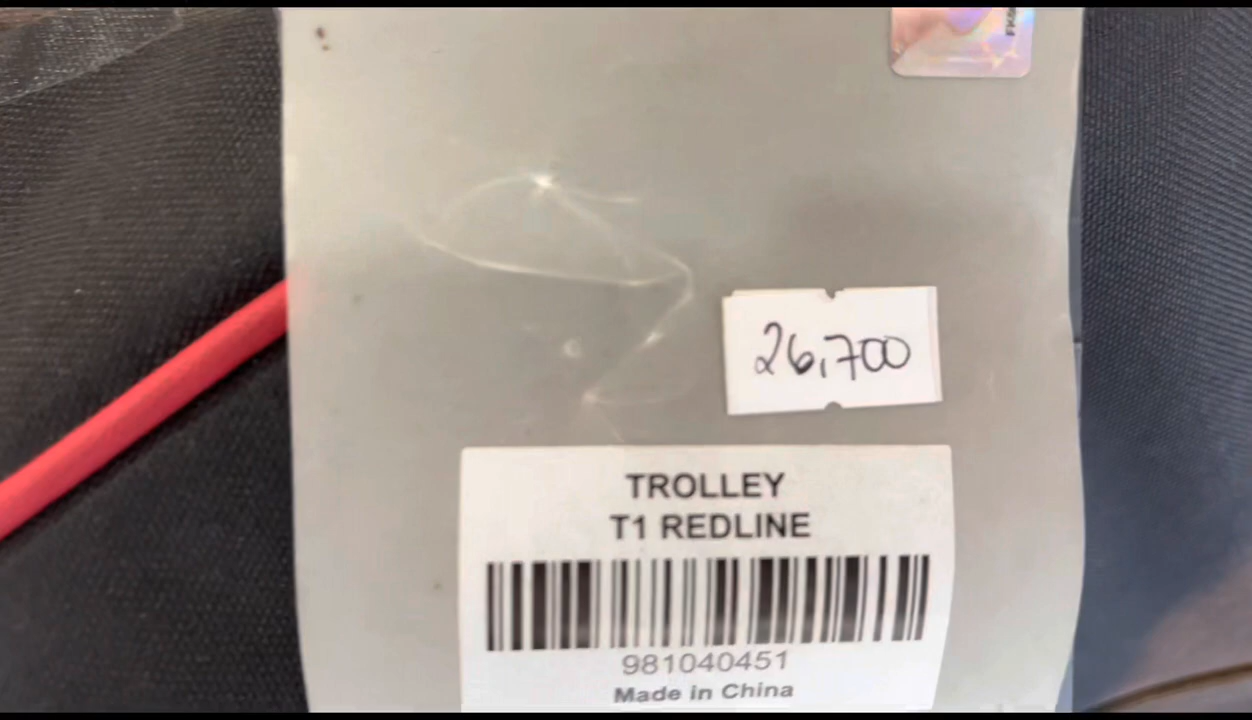 26,700
TROLLEY
T1 REDLINE
981040451
Made in China